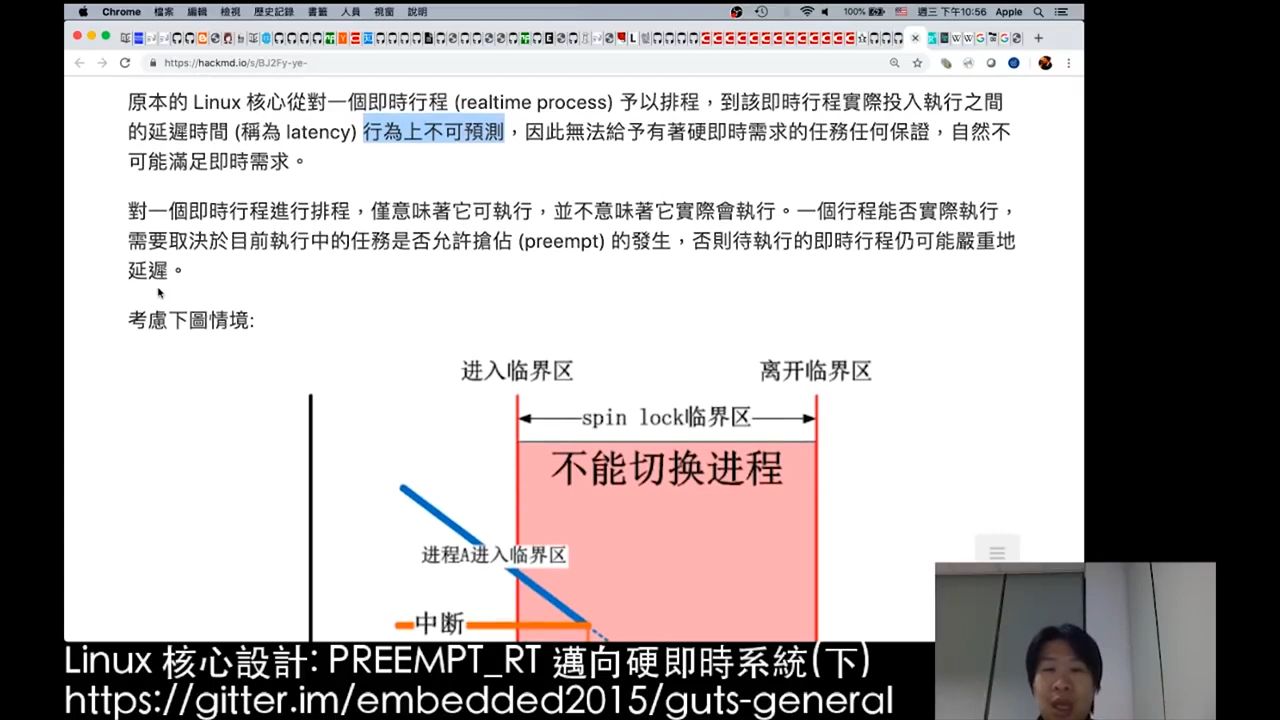 Chrome 檔案 編輯 檢視 歷史記錄 書籤 人員 視窗 說明 100% 週三 下午10:56 Apple
https://hackmd.io/s/BJ2Fy-ye-
原本的 Linux 核心從對一個即時行程 (realtime process) 予以排程，到該即時行程實際投入執行之間
的延遲時間 (稱為 latency) 行為上不可預測，因此無法給予有著硬即時需求的任務任何保證，自然不
可能滿足即時需求。
對一個即時行程進行排程，僅意味著它可執行，並不意味著它實際會執行。一個行程能否實際執行，
需要取決於目前執行中的任務是否允許搶佔 (preempt) 的發生，否則待執行的即時行程仍可能嚴重地
延遲。
考慮下圖情境:
进入临界区 离开临界区
spin lock临界区
不能切换进程
进程A进入临界区
中断
Linux 核心設計: PREEMPT_RT 邁向硬即時系統(下)
https://gitter.im/embedded2015/guts-general